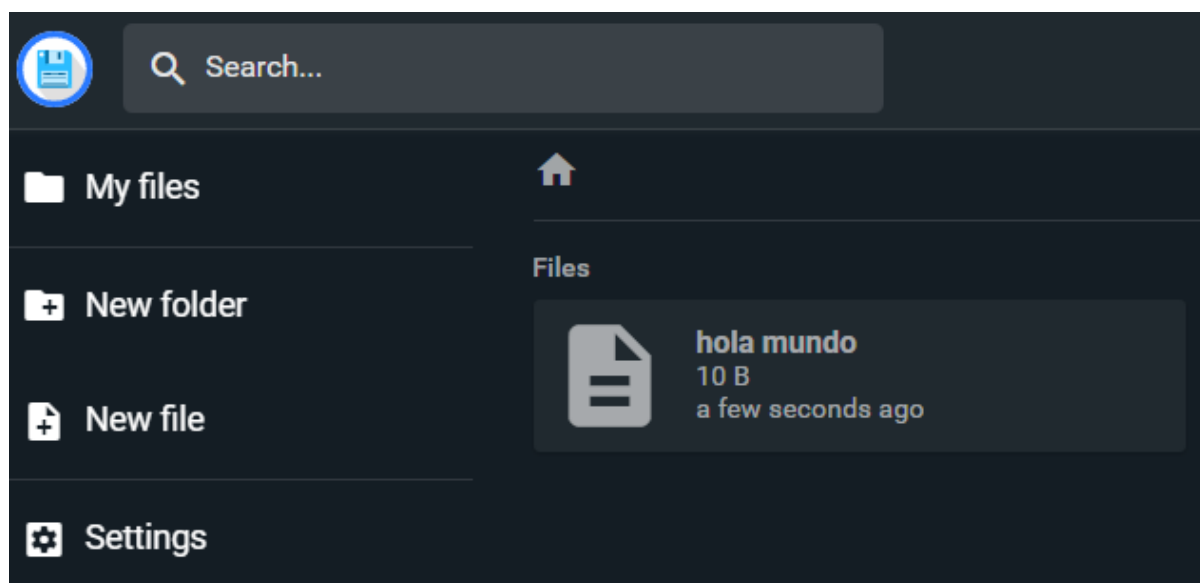 Search...
My files
New folder
New file
Settings
Files
hola mundo
10 B
a few seconds ago